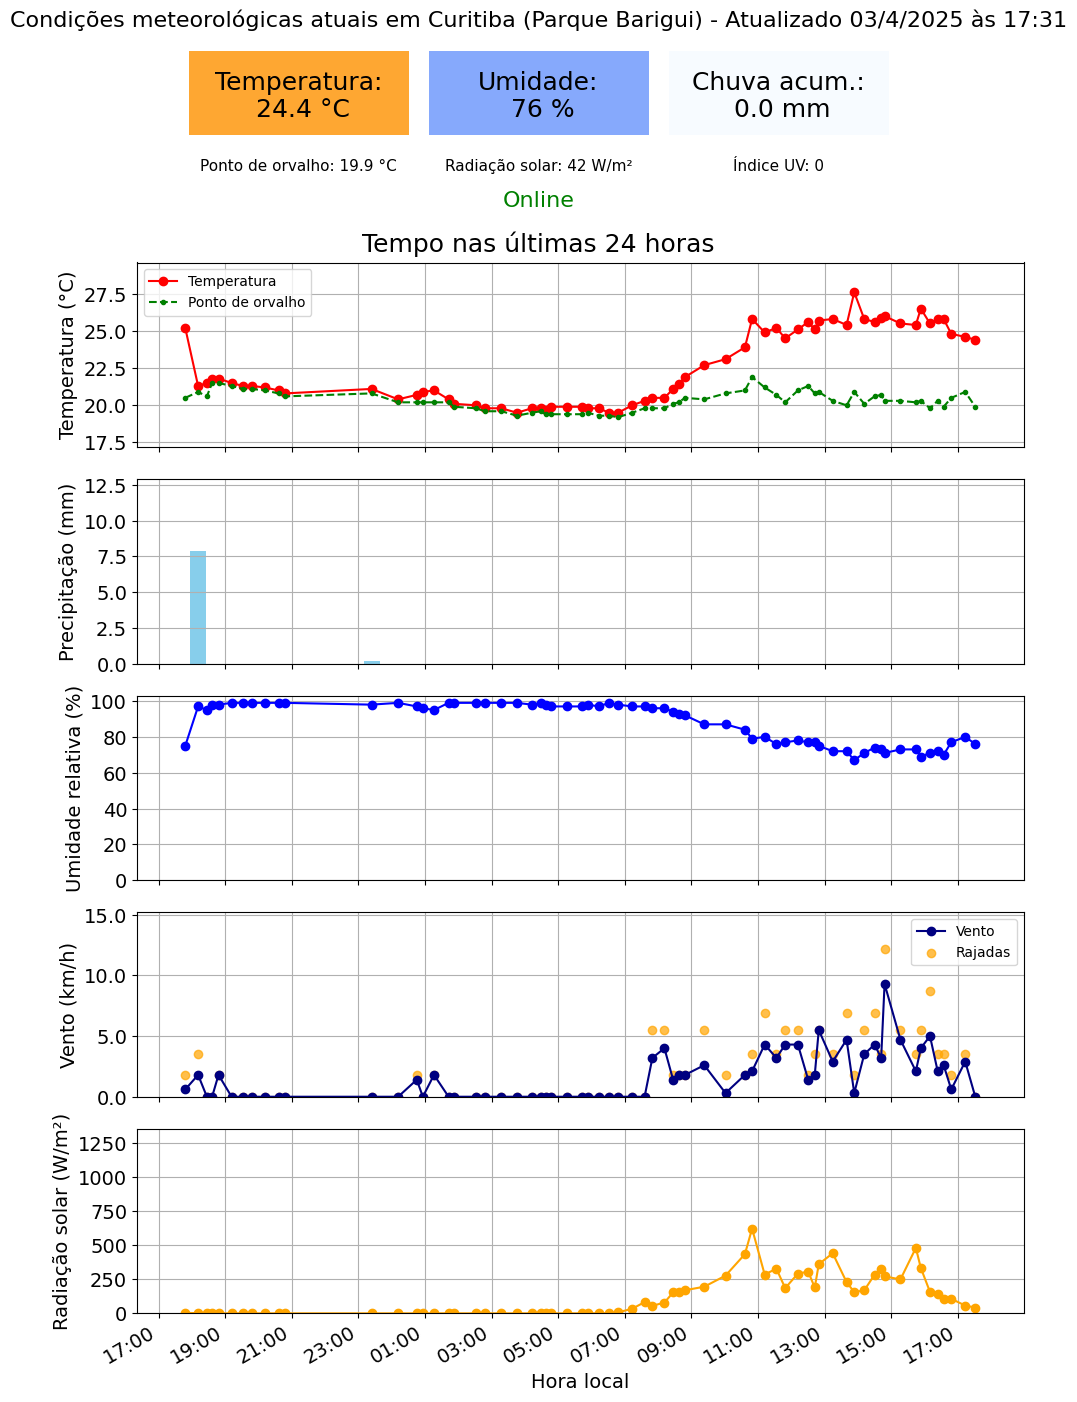 Condições meteorológicas atuais em Curitiba (Parque Barigui) - Atualizado 03/4/2025 às 17:31
Temperatura:
24.4 °C
Umidade:
76 %
Chuva acum.:
0.0 mm
Ponto de orvalho: 19.9 °C
Radiação solar: 42 W/m²
Índice UV: 0
Online
Tempo nas últimas 24 horas
Temperatura (°C)
27.5
25.0
22.5
20.0
17.5
Temperatura
Ponto de orvalho
Precipitação (mm)
12.5
10.0
7.5
5.0
2.5
0.0
Umidade relativa (%)
100
80
60
40
20
0
Vento (km/h)
15.0
10.0
5.0
0.0
Vento
Rajadas
Radiação solar (W/m²)
1250
1000
750
500
250
0
17:00
19:00
21:00
23:00
01:00
03:00
05:00
07:00
09:00
11:00
13:00
15:00
17:00
Hora local